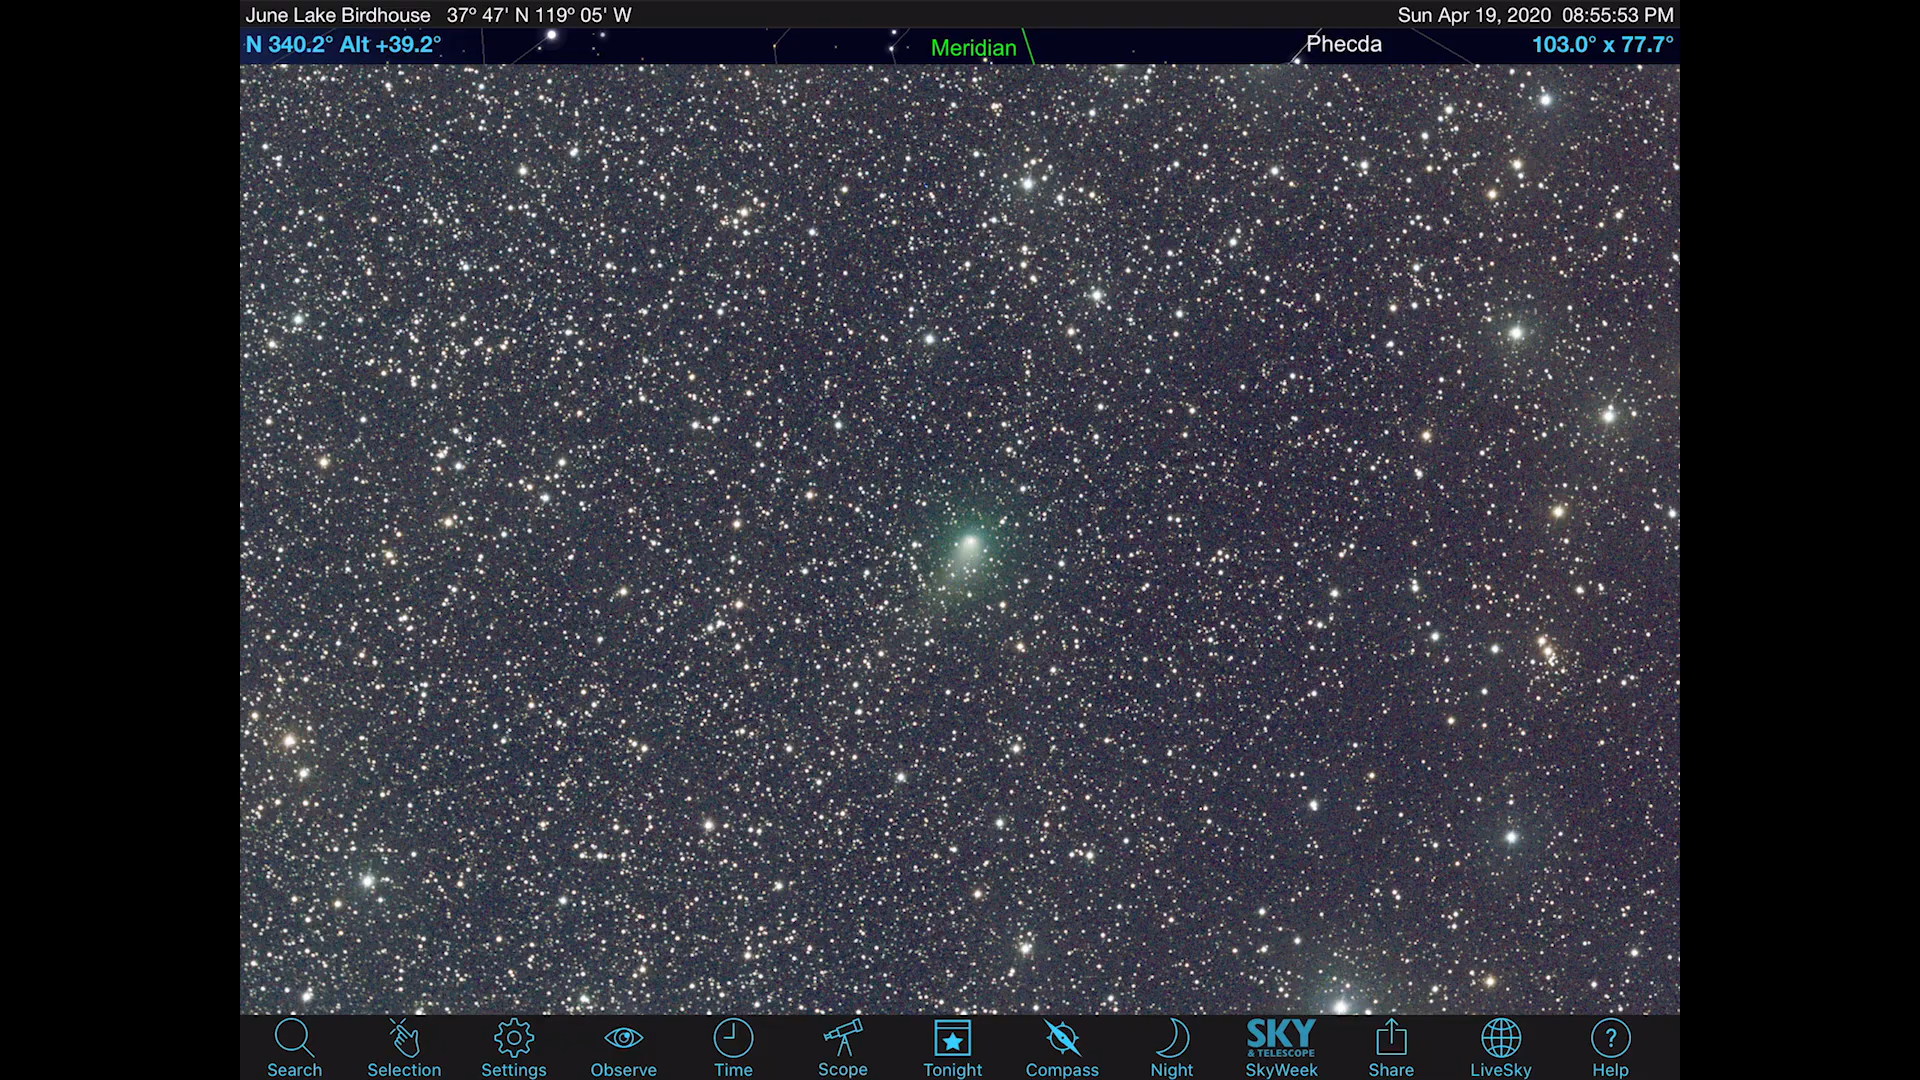 June Lake Birdhouse 37° 47' N 119° 05' W
Sun Apr 19, 2020 08:55:53 PM
N 340.2° Alt +39.2°
Meridian
Phecda
103.0° x 77.7°
Search
Selection
Settings
Observe
Time
Scope
Tonight
Compass
Night
SKY
& TELESCOPE
SkyWeek
Share
LiveSky
?
Help